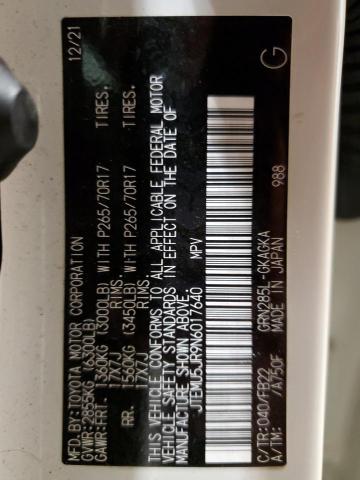 MFD.BY:TOYOTA MOTOR CORPORATION 12/21
GVWR:2855KG (6300LB)
GAWR:FRT. 1360KG (3000LB) WITH P265/70R17 TIRES.
17X7J RIMS.
RR. 1560KG (3450LB) WITH P265/70R17 TIRES.
17X7J RIMS.
THIS VEHICLE CONFORMS TO ALL APPLICABLE FEDERAL MOTOR
VEHICLE SAFETY STANDARDS IN EFFECT ON THE DATE OF
MANUFACTURE SHOWN ABOVE.
JTEMU5JR9N6017640 MPV
C/TR:040/FB22 GRN285L-GKAGKA
A/TM: /A750F MADE IN JAPAN 988
G